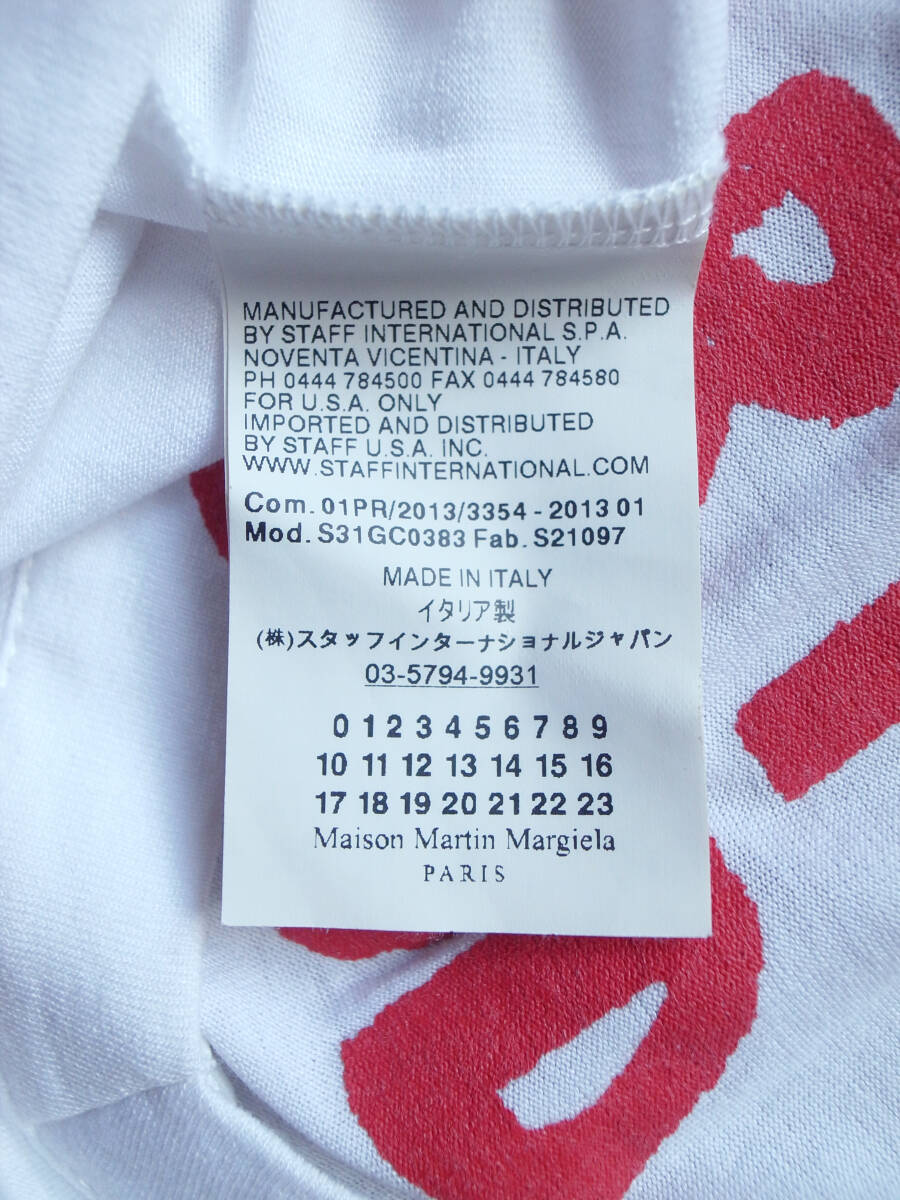 MANUFACTURED AND DISTRIBUTED
BY STAFF INTERNATIONAL S.P.A.
NOVENTA VICENTINA - ITALY
PH 0444 784500 FAX 0444 784580
FOR U.S.A. ONLY
IMPORTED AND DISTRIBUTED
BY STAFF U.S.A. INC.
WWW.STAFFINTERNATIONAL.COM
Com. 01PR/2013/3354 - 2013 01
Mod. S31GC0383 Fab. S21097
MADE IN ITALY
イタリア製
(株)スタッフインターナショナルジャパン
03-5794-9931
0 1 2 3 4 5 6 7 8 9
10 11 12 13 14 15 16
17 18 19 20 21 22 23
Maison Martin Margiela
PARIS